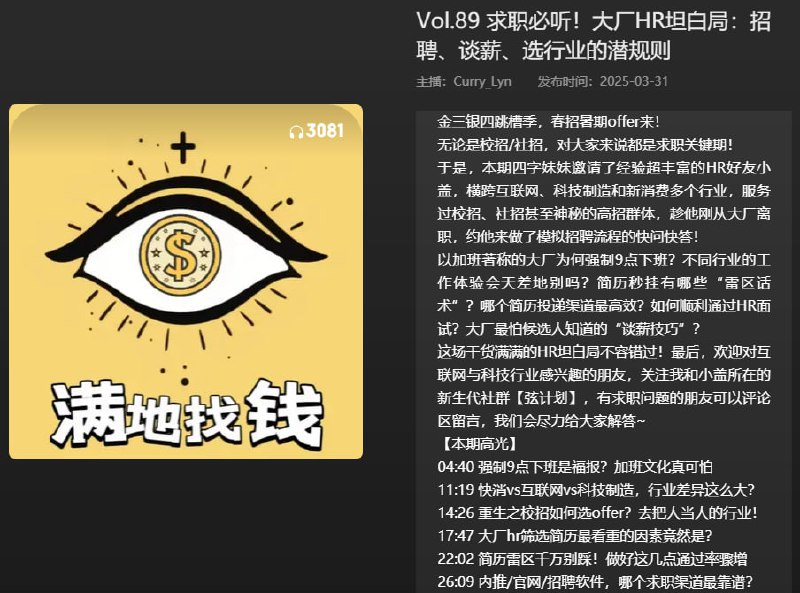 Vol.89 求职必听！大厂HR坦白局：招
聘、谈薪、选行业的潜规则
主播：Curry_Lyn 发布时间：2025-03-31
3081
满地找钱
金三银四跳槽季，春招暑期offer来！
无论是校招/社招，对大家来说都是求职关键期！
于是，本期四字妹妹邀请了经验超丰富的HR好友小
盖，横跨互联网、科技制造和新消费多个行业，服务
过校招、社招甚至神秘的高招群体，趁他刚从大厂离
职，约他来做了模拟招聘流程的快问快答！
以加班若称的大厂为何强制9点下班？不同行业的工
作体验会天差地别吗？简历秒挂有哪些“雷区话
术”？哪个简历投递渠道最高效？如何顺利通过HR面
试？大厂最怕候选人知道的“谈薪技巧”？
这场干货满满的HR坦白局不容错过！最后，欢迎对互
联网与科技行业感兴趣的朋友，关注我和小盖所在的
新生代社群【弦计划】，有求职问题的朋友可以评论
区留言，我们会尽力给大家解答~
【本期高光】
04:40 强制9点下班是福报？加班文化真可怕
11:19 快消vs互联网vs科技制造，行业差异这么大？
14:26 重生之校招如何选offer？去把人当人的行业！
17:47 大厂hr筛选简历最看重的因素竟然是？
22:02 简历雷区千万别踩！做好这几点通过率骤增
26:09 内推/官网/招聘软件，哪个求职渠道最靠谱？